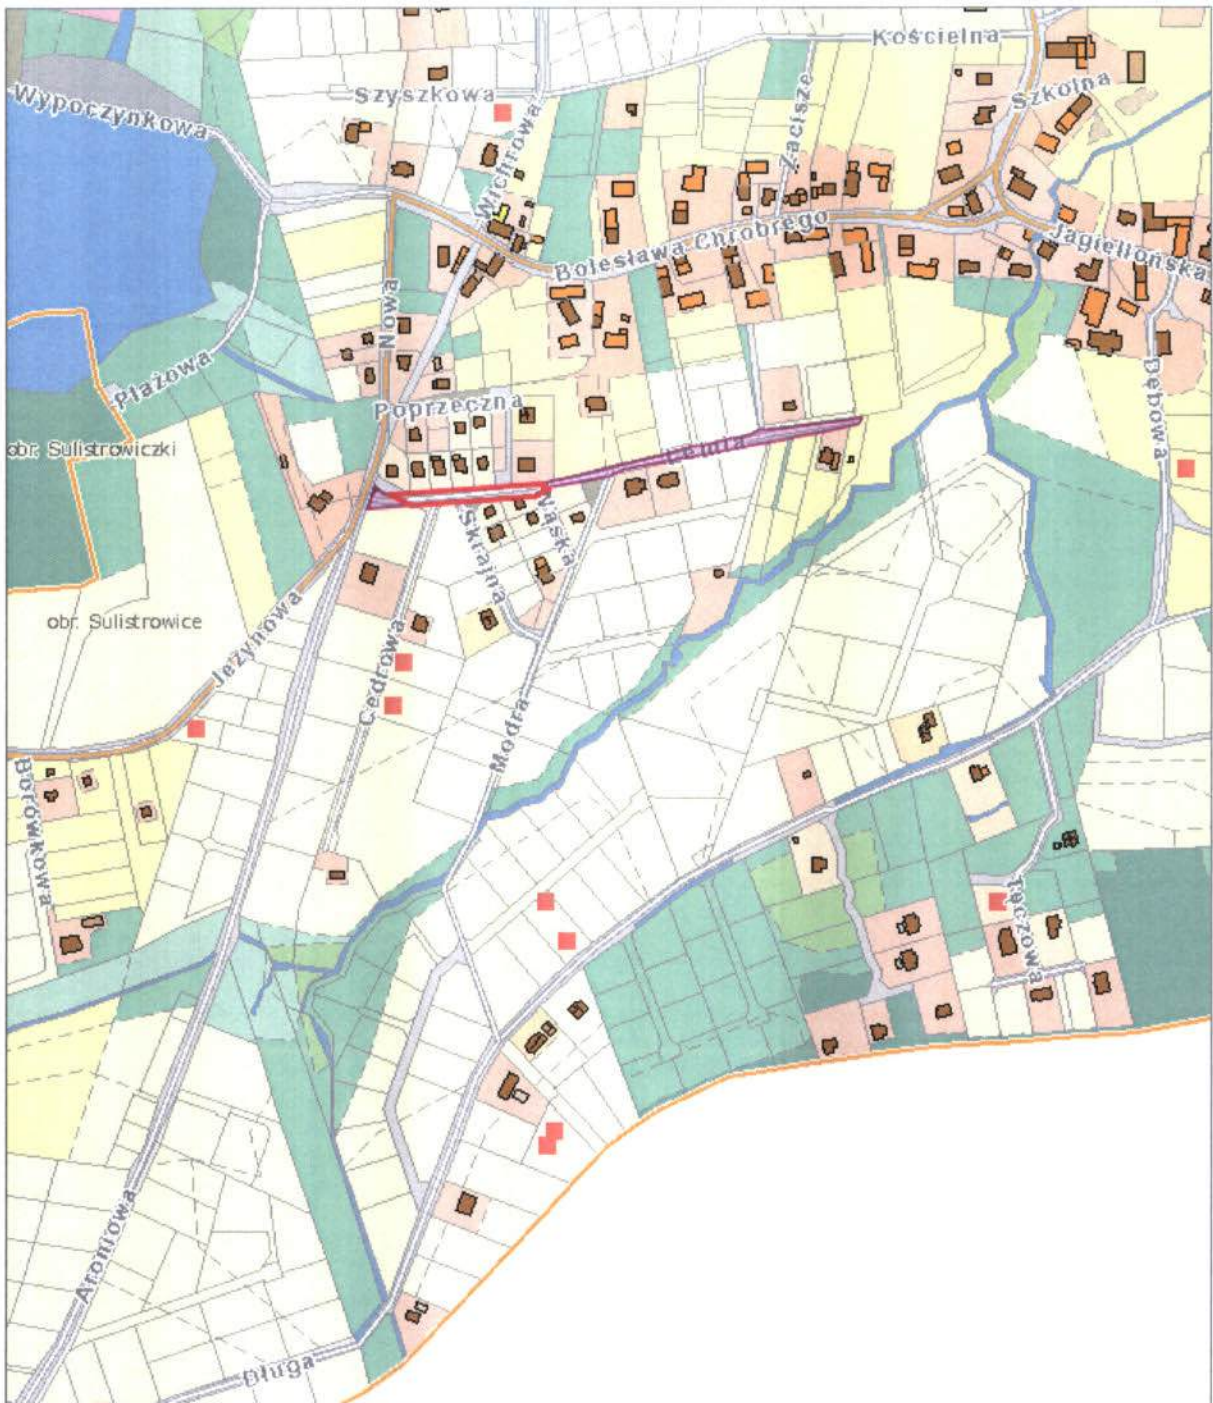 Kościelna
Wypoczynkowa
Szyszkowa
Szkolna
Zacisze
Wichrowa
Bolesława Chrobrego
Jagiellońska
Nowa
Plażowa
Poprzeczna
Dębowa
obr. Sulistrowiczki
Letnia
Skrajna
obr. Sulistrowice
Jeżynowa
Cedrowa
Modra
Borówkowa
Tęczowa
Aroniowa
Długa